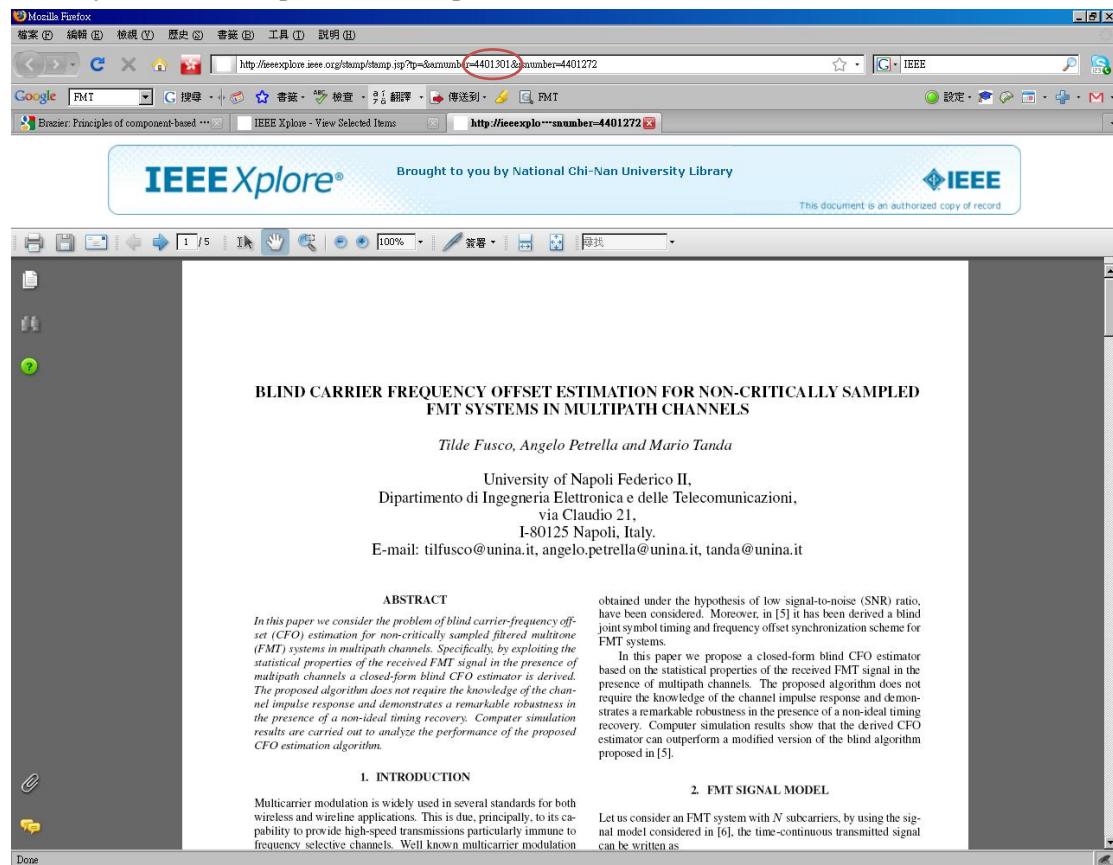 Mozilla Firefox
檔案(F) 編輯(E) 檢視(V) 歷史(S) 書籤(B) 工具(T) 說明(H)
http://ieeexplore.ieee.org/stamp/stamp.jsp?tp=&arnumber=4401301&isnumber=4401272
G IEEE
Google FMT G 搜尋 書籤 檢查 翻譯 傳送到 FMT 設定
Brazier: Principles of component-based ... IEEE Xplore - View Selected Items http://ieeexplo...snumber=4401272
IEEE Xplore®
Brought to you by National Chi-Nan University Library
IEEE
This document is an authorized copy of record
1 /5 100% 簽署 尋找
BLIND CARRIER FREQUENCY OFFSET ESTIMATION FOR NON-CRITICALLY SAMPLED
FMT SYSTEMS IN MULTIPATH CHANNELS
Tilde Fusco, Angelo Petrella and Mario Tanda
University of Napoli Federico II,
Dipartimento di Ingegneria Elettronica e delle Telecomunicazioni,
via Claudio 21,
I-80125 Napoli, Italy.
E-mail: tilfusco@unina.it, angelo.petrella@unina.it, tanda@unina.it
ABSTRACT
In this paper we consider the problem of blind carrier-frequency off-
set (CFO) estimation for non-critically sampled filtered multitone
(FMT) systems in multipath channels. Specifically, by exploiting the
statistical properties of the received FMT signal in the presence of
multipath channels a closed-form blind CFO estimator is derived.
The proposed algorithm does not require the knowledge of the chan-
nel impulse response and demonstrates a remarkable robustness in
the presence of a non-ideal timing recovery. Computer simulation
results are carried out to analyze the performance of the proposed
CFO estimation algorithm.
1. INTRODUCTION
Multicarrier modulation is widely used in several standards for both
wireless and wireline applications. This is due, principally, to its ca-
pability to provide high-speed transmissions particularly immune to
frequency selective channels. Well known multicarrier modulation
obtained under the hypothesis of low signal-to-noise (SNR) ratio,
have been considered. Moreover, in [5] it has been derived a blind
joint symbol timing and frequency offset synchronization scheme for
FMT systems.
In this paper we propose a closed-form blind CFO estimator
based on the statistical properties of the received FMT signal in the
presence of multipath channels. The proposed algorithm does not
require the knowledge of the channel impulse response and demon-
strates a remarkable robustness in the presence of a non-ideal timing
recovery. Computer simulation results show that the derived CFO
estimator can outperform a modified version of the blind algorithm
proposed in [5].
2. FMT SIGNAL MODEL
Let us consider an FMT system with N subcarriers, by using the sig-
nal model considered in [6], the time-continuous transmitted signal
can be written as
Done